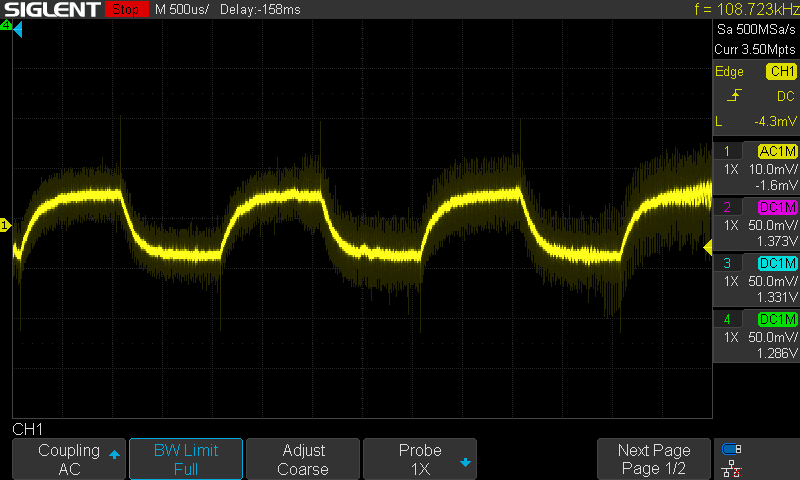 SIGLENT Stop M 500us/ Delay:-158ms f = 108.723kHz
Sa 500MSa/s
Curr 3.50Mpts
Edge CH1
DC
L -4.3mV
1 AC1M
1X 10.0mV/
-1.6mV
2 DC1M
1X 50.0mV/
1.373V
3 DC1M
1X 50.0mV/
1.331V
4 DC1M
1X 50.0mV/
1.286V
4
1
CH1
Coupling
AC
BW Limit
Full
Adjust
Coarse
Probe
1X
Next Page
Page 1/2